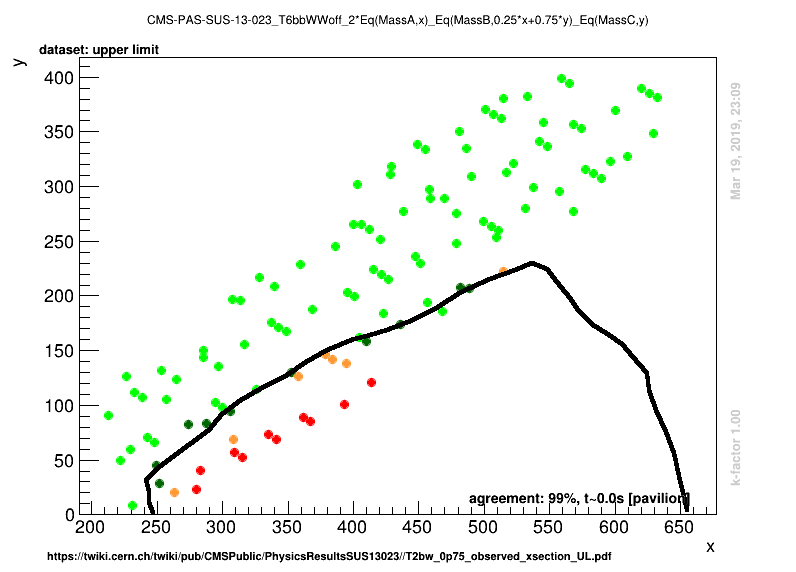 CMS-PAS-SUS-13-023_T6bbWWoff_2*Eq(MassA,x)_Eq(MassB,0.25*x+0.75*y)_Eq(MassC,y)
dataset: upper limit
y
400
350
300
250
200
150
100
50
0
200 250 300 350 400 450 500 550 600 650
x
agreement: 99%, t~0.0s [pavilion]
Mar 19, 2019, 23:09
k-factor 1.00
https://twiki.cern.ch/twiki/pub/CMSPublic/PhysicsResultsSUS13023//T2bw_0p75_observed_xsection_UL.pdf